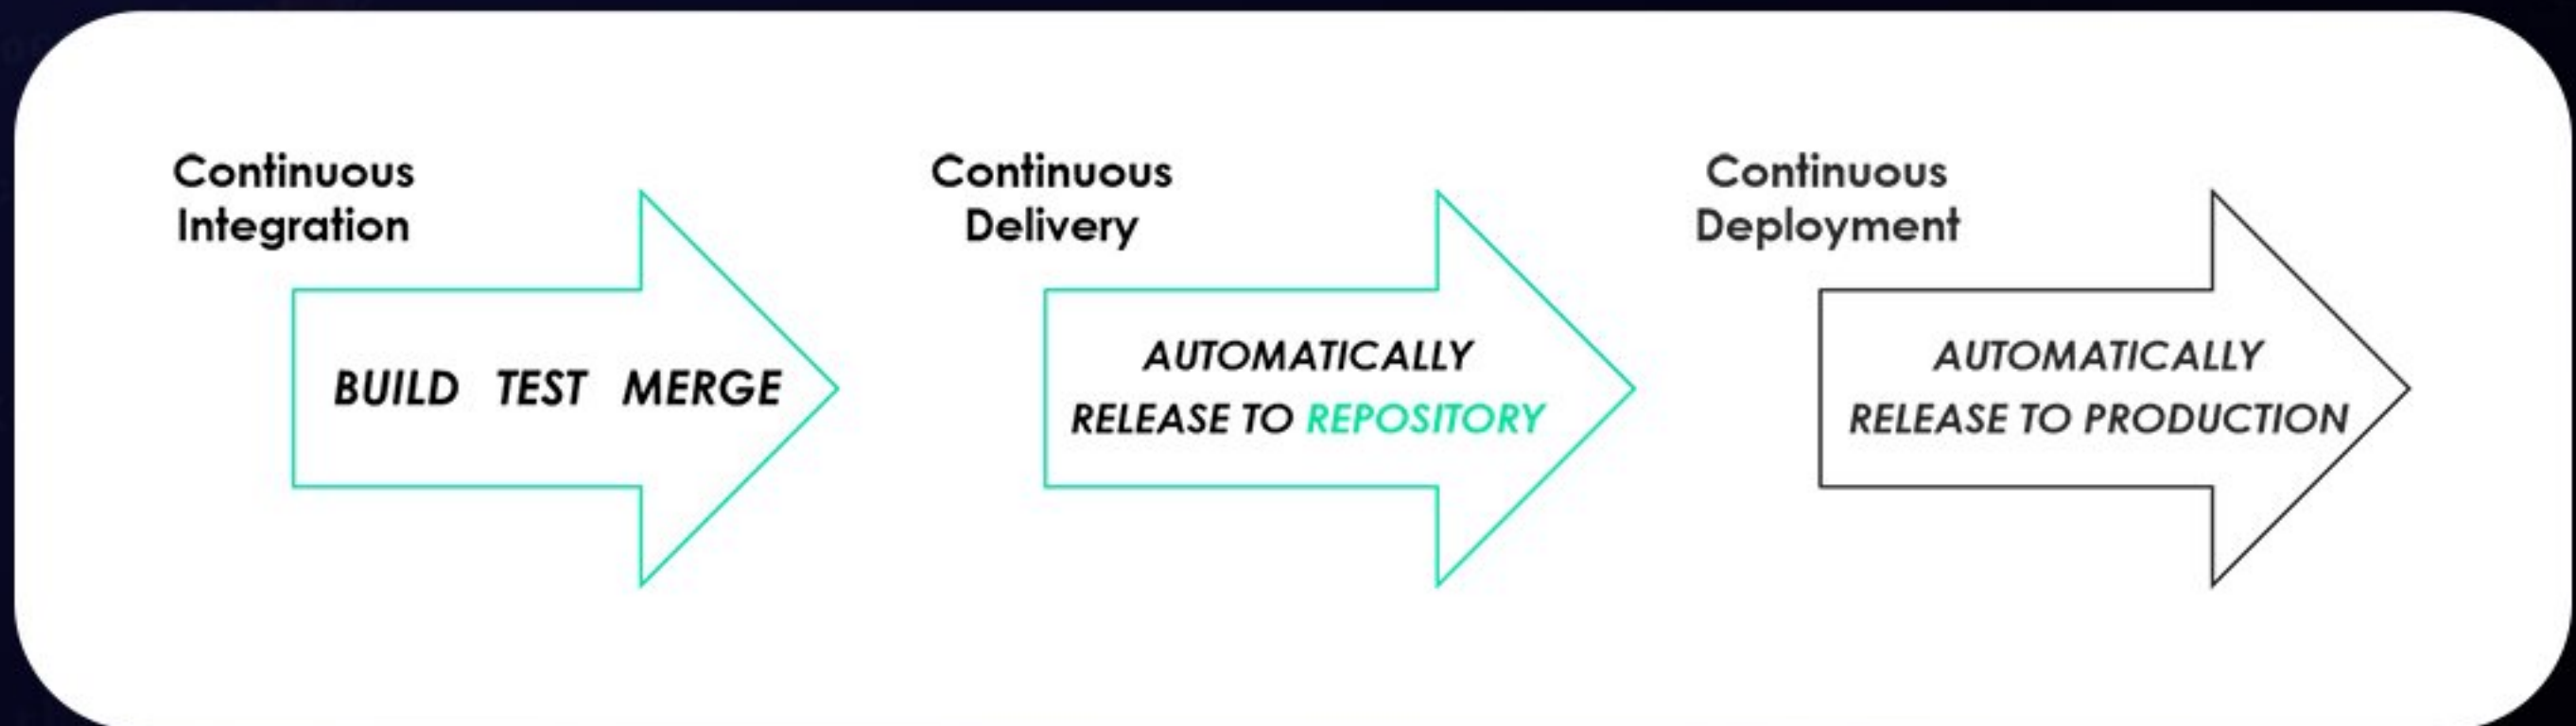 Continuous
Integration
BUILD TEST MERGE
Continuous
Delivery
AUTOMATICALLY
RELEASE TO REPOSITORY
Continuous
Deployment
AUTOMATICALLY
RELEASE TO PRODUCTION